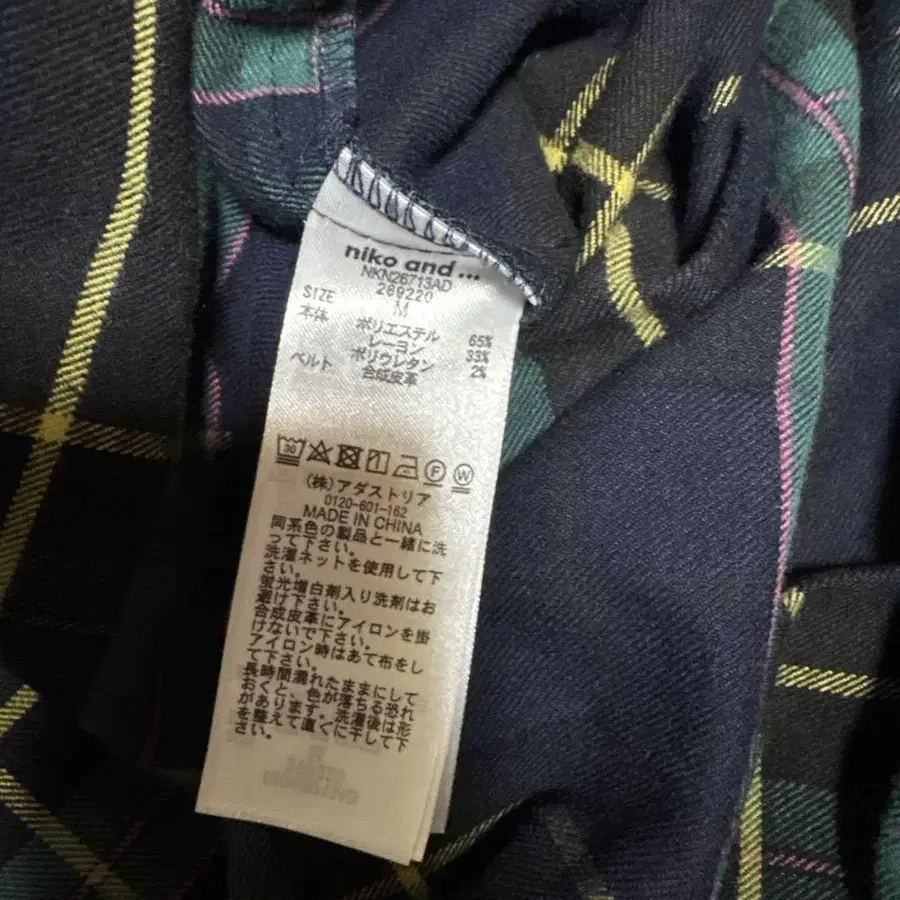 niko and ...
NKN26713AD
289220
SIZE M
本体 ポリエステル 65%
レーヨン 33%
ポリウレタン 2%
ベルト 合成皮革
30 F W
(株)アダストリア
0120-601-162
MADE IN CHINA
同系色の製品と一緒に洗
って下さい。
洗濯ネットを使用して下
さい。
蛍光増白剤入り洗剤はお
避け下さい。
合成皮革にアイロンを掛
けないで下さい。
アイロン時はあて布をし
て下さい。
長時間濡れたままにして
おくと、色が落ちる恐れ
があります。洗濯後は形
を整えて直ぐに干して下
さい。